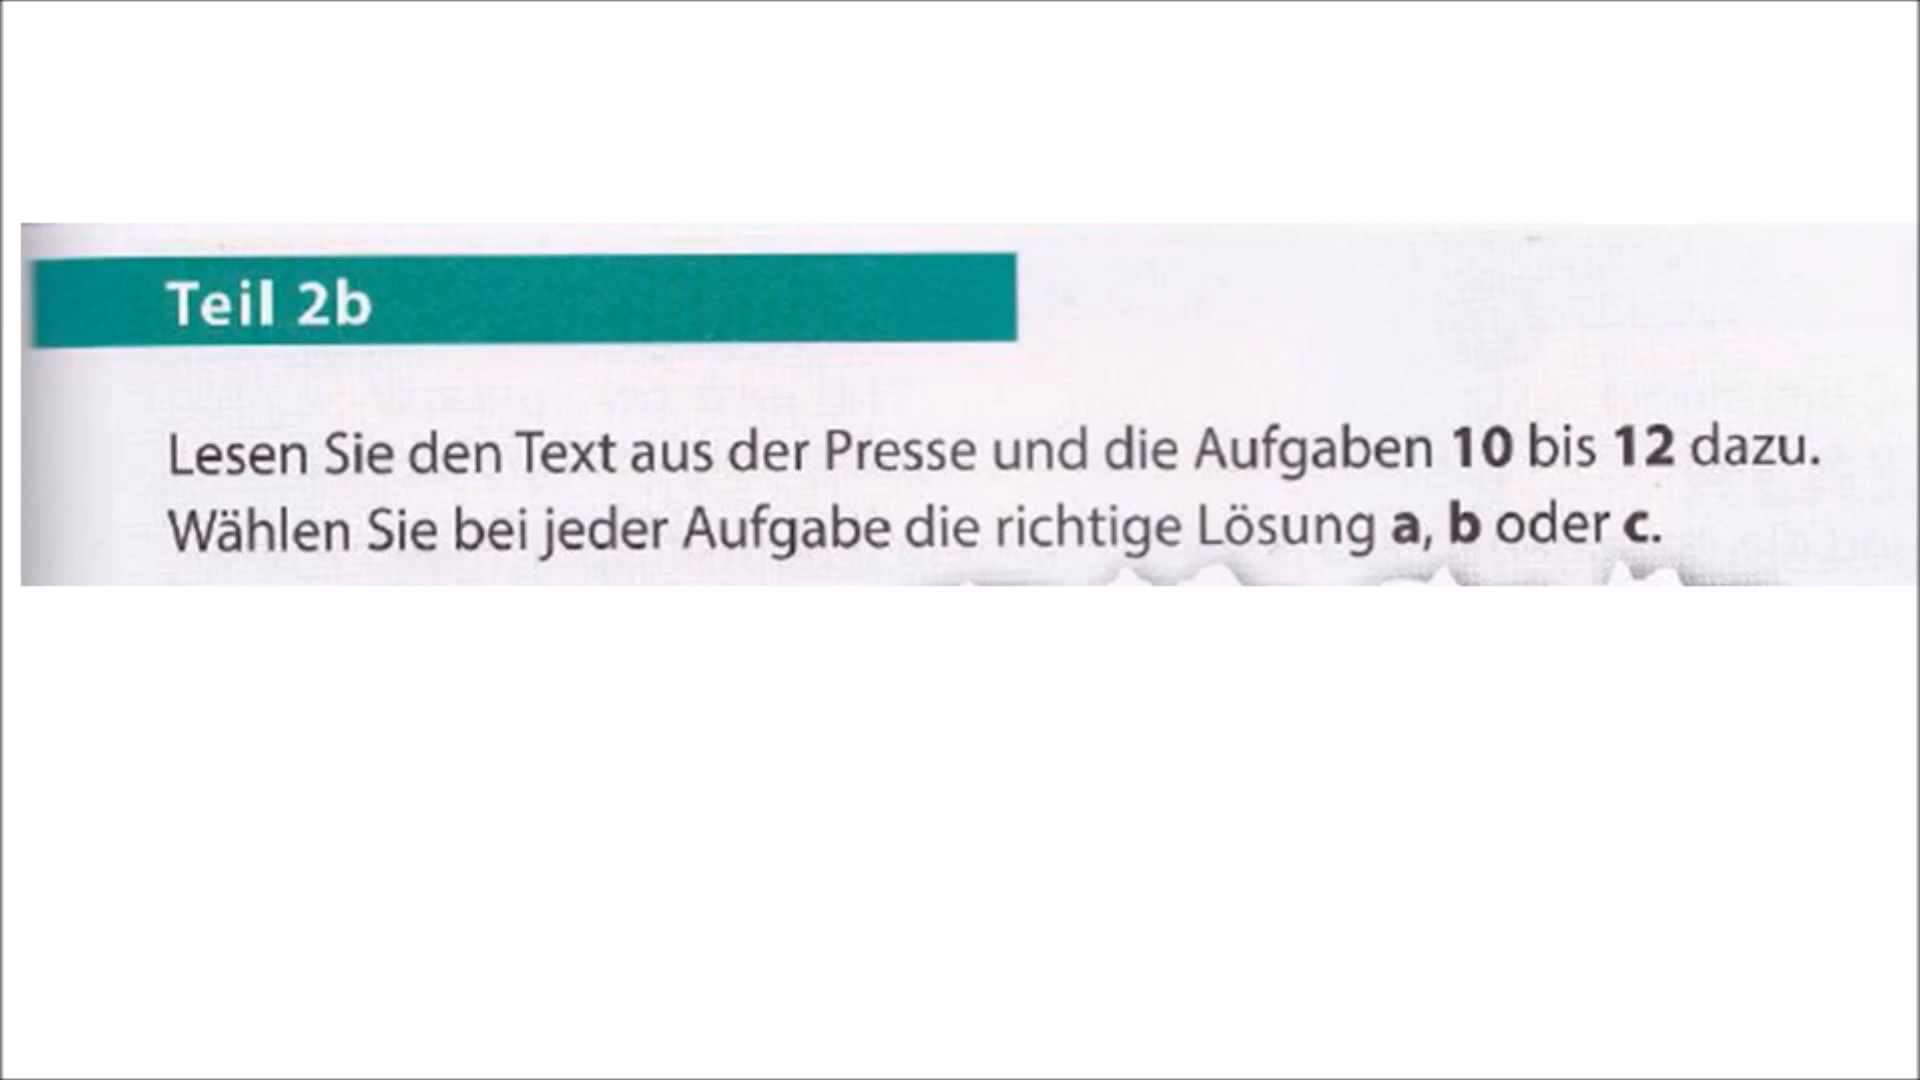 Teil 2b
Lesen Sie den Text aus der Presse und die Aufgaben 10 bis 12 dazu.
Wählen Sie bei jeder Aufgabe die richtige Lösung a, b oder c.